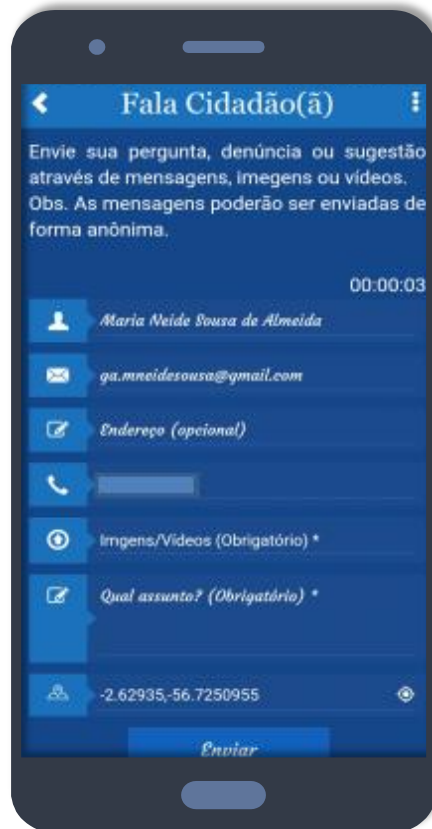 Fala Cidadão(ã)
Envie sua pergunta, denúncia ou sugestão
através de mensagens, imegens ou vídeos.
Obs. As mensagens poderão ser enviadas de
forma anônima.
00:00:03
Maria Neide Sousa de Almeida
ga.mneidesousa@gmail.com
Endereço (opcional)
Imgens/Vídeos (Obrigatório) *
Qual assunto? (Obrigatório) *
-2.62935,-56.7250955
Enviar